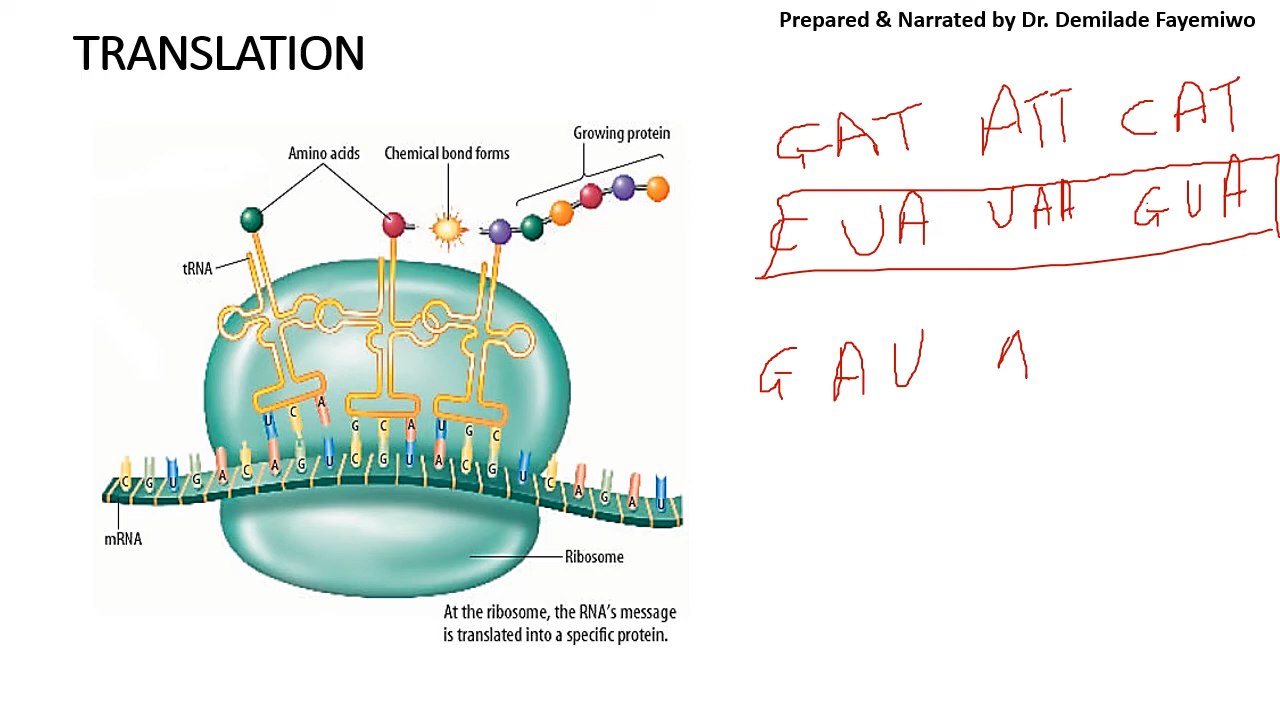 Prepared & Narrated by Dr. Demilade Fayemiwo
TRANSLATION
GAT ATT CAT
CUA UAA GUA
GAU A
Growing protein
Amino acids
Chemical bond forms
tRNA
U C A
G C A
U G C
C G U G A C A G U C G U A C G U C A G A U
mRNA
Ribosome
At the ribosome, the RNA's message
is translated into a specific protein.